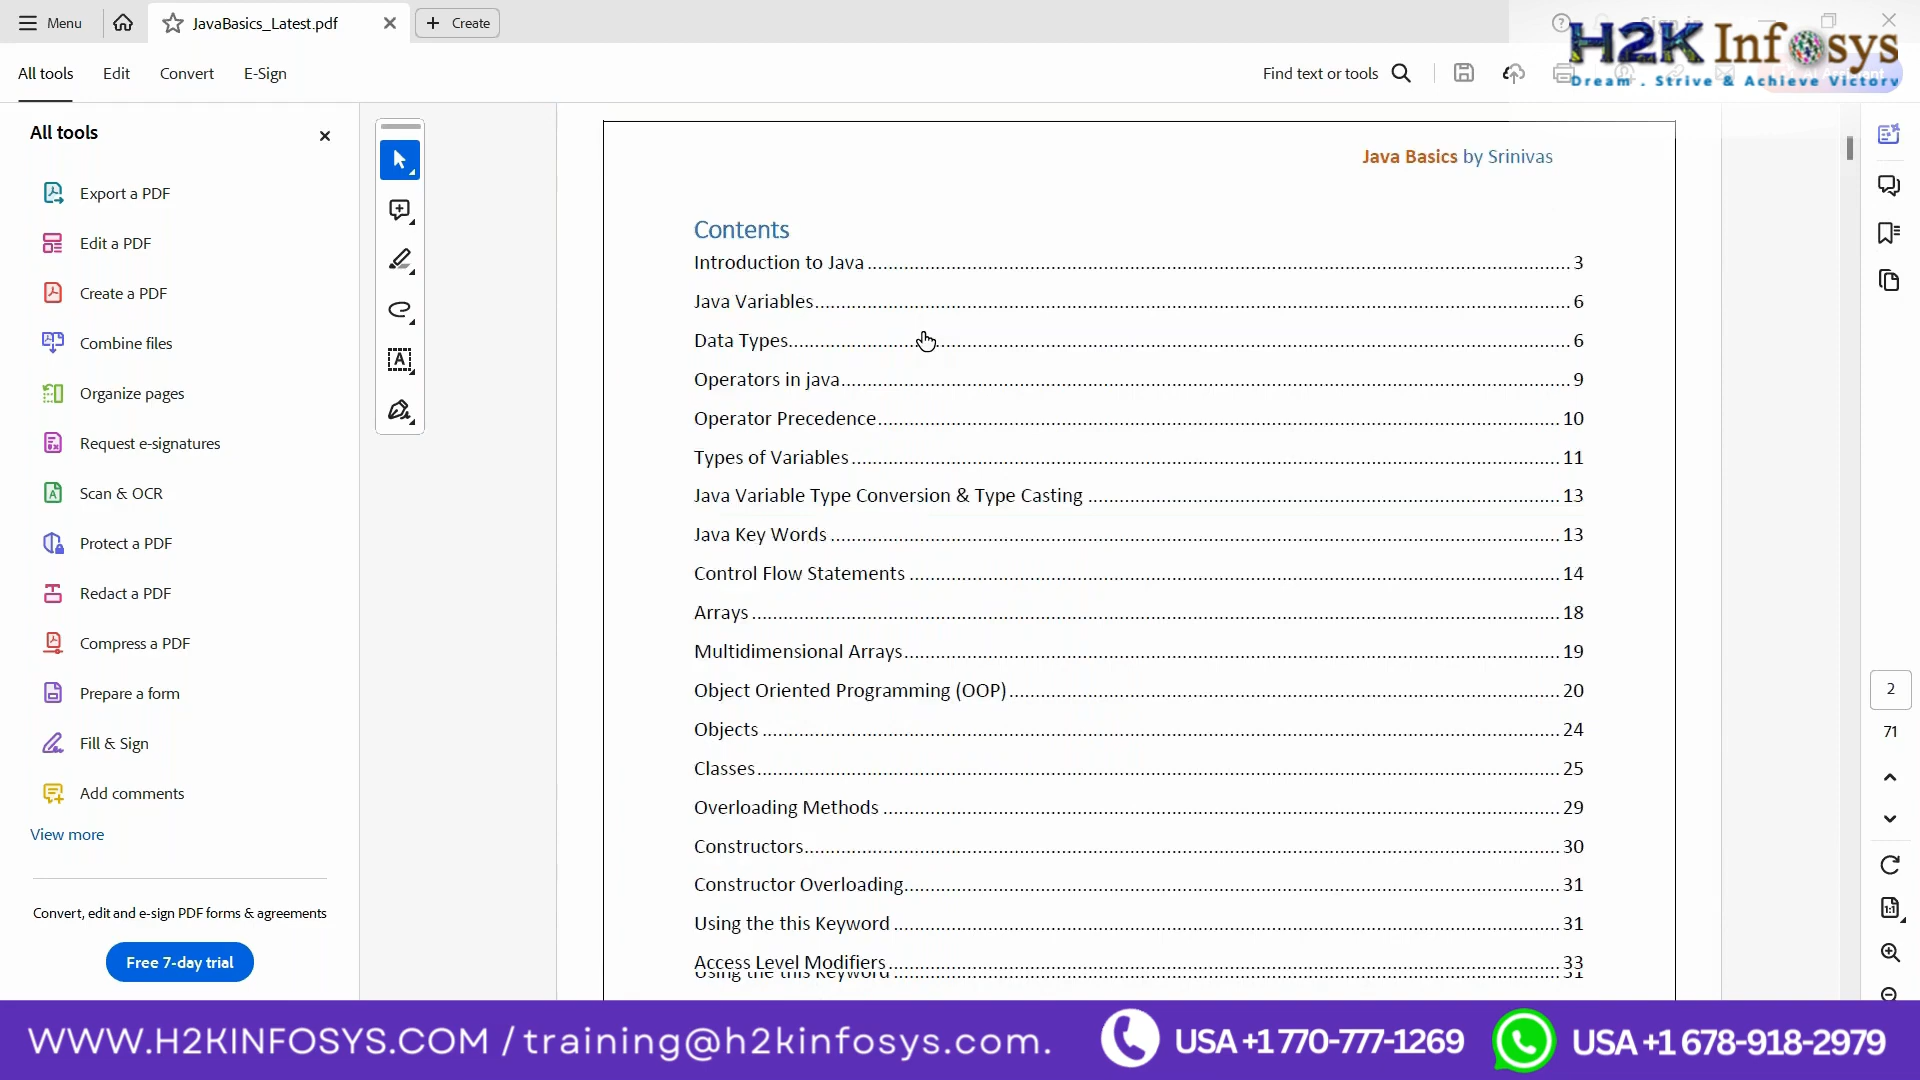 Menu
JavaBasics_Latest.pdf
Create
H2K Infosys
Dream . Strive & Achieve Victory
All tools
Edit
Convert
E-Sign
Find text or tools
All tools
Export a PDF
Edit a PDF
Create a PDF
Combine files
Organize pages
Request e-signatures
Scan & OCR
Protect a PDF
Redact a PDF
Compress a PDF
Prepare a form
Fill & Sign
Add comments
View more
Convert, edit and e-sign PDF forms & agreements
Free 7-day trial
Java Basics by Srinivas
Contents
Introduction to Java 3
Java Variables 6
Data Types 6
Operators in java 9
Operator Precedence 10
Types of Variables 11
Java Variable Type Conversion & Type Casting 13
Java Key Words 13
Control Flow Statements 14
Arrays 18
Multidimensional Arrays 19
Object Oriented Programming (OOP) 20
Objects 24
Classes 25
Overloading Methods 29
Constructors 30
Constructor Overloading 31
Using the this Keyword 31
Access Level Modifiers 33
Using the this Keyword 31
2
71
WWW.H2KINFOSYS.COM / training@h2kinfosys.com.
USA +1 770-777-1269
USA +1 678-918-2979